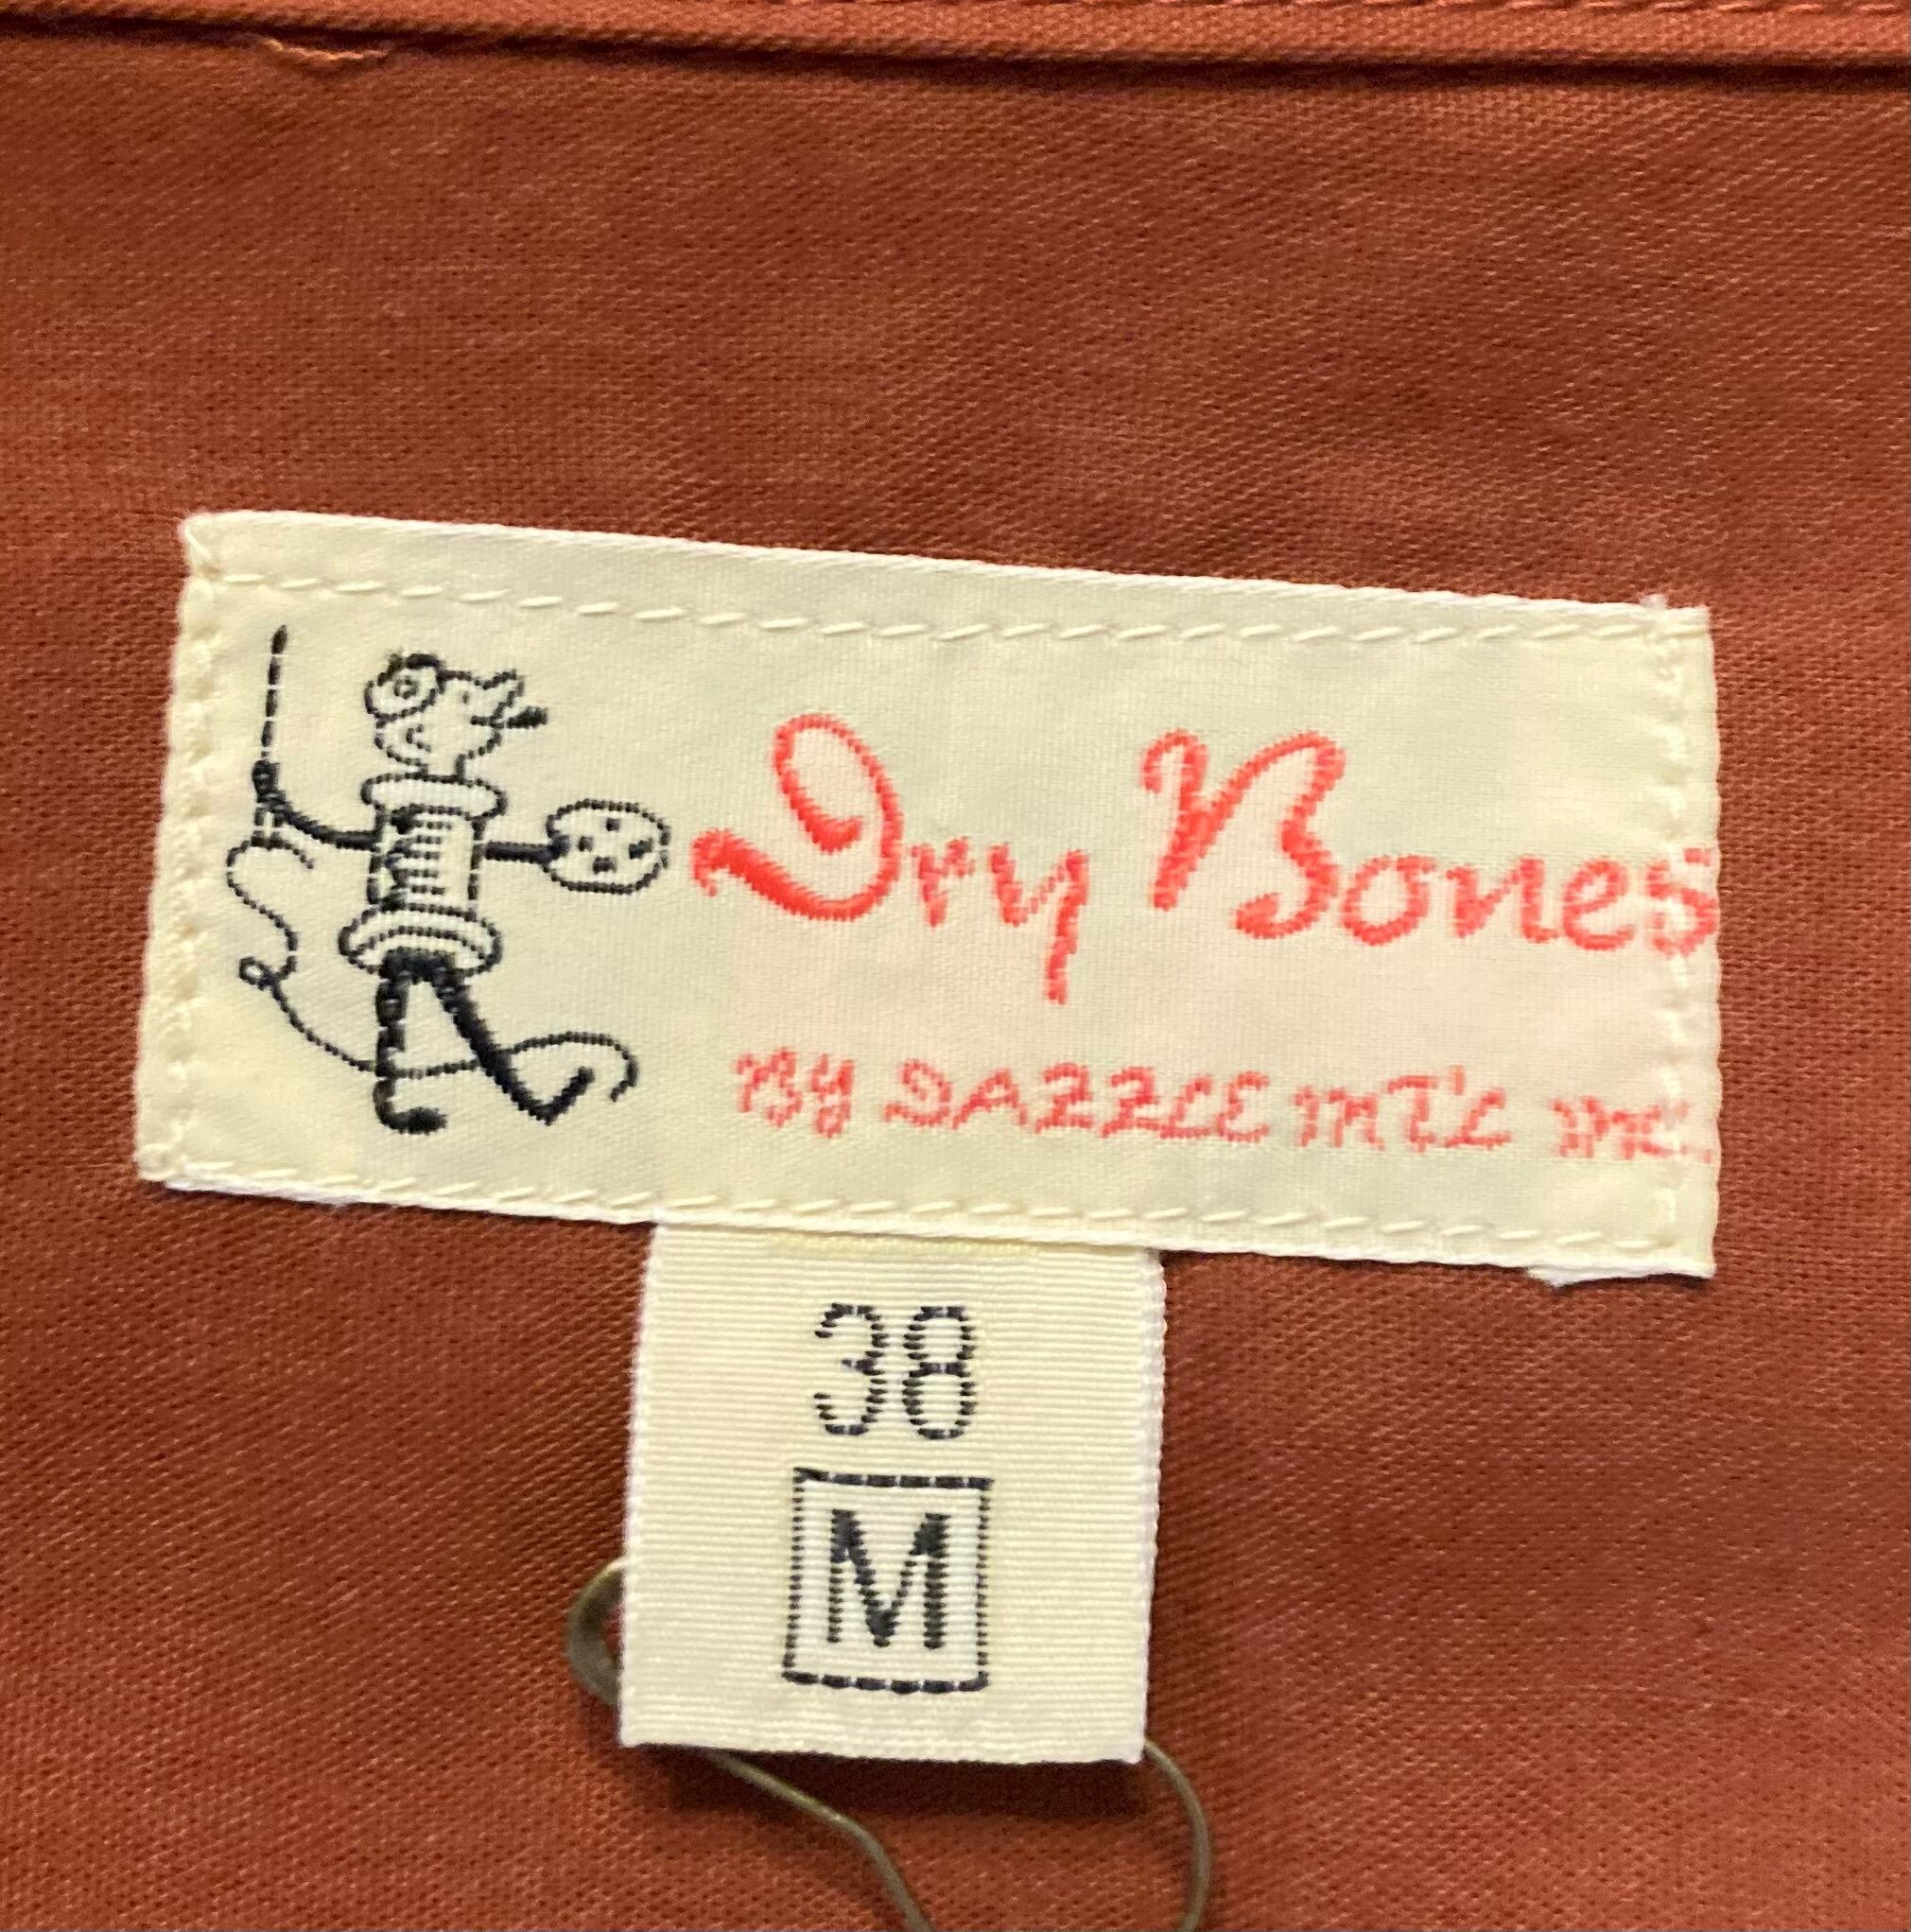 Dry Bones
BY DAZZLE INT'L INC.
38
M